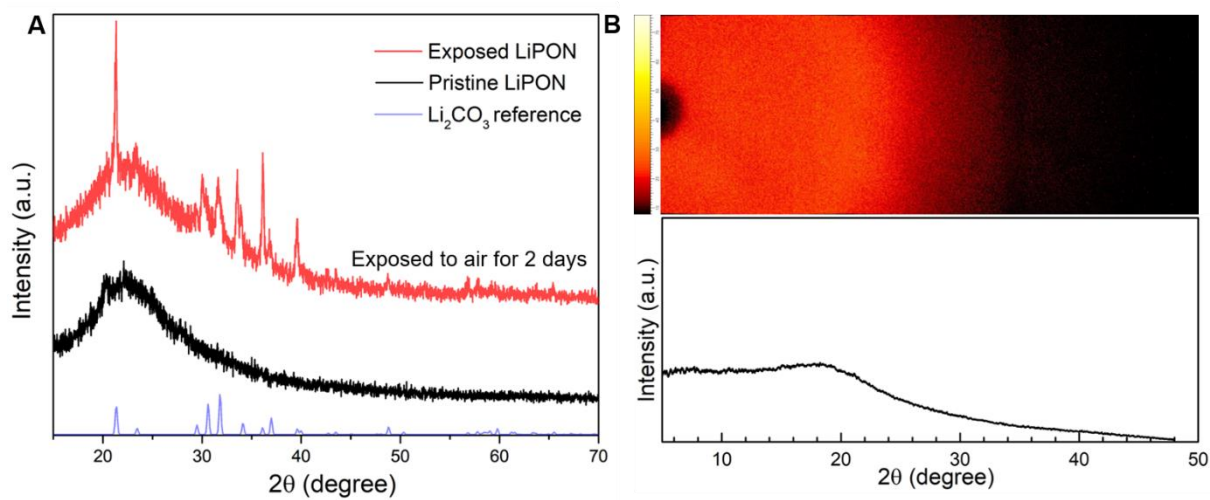 A
Exposed LiPON
Pristine LiPON
Li₂CO₃ reference
Exposed to air for 2 days
Intensity (a.u.)
20 30 40 50 60 70
2θ (degree)
B
Intensity (a.u.)
10 20 30 40 50
2θ (degree)